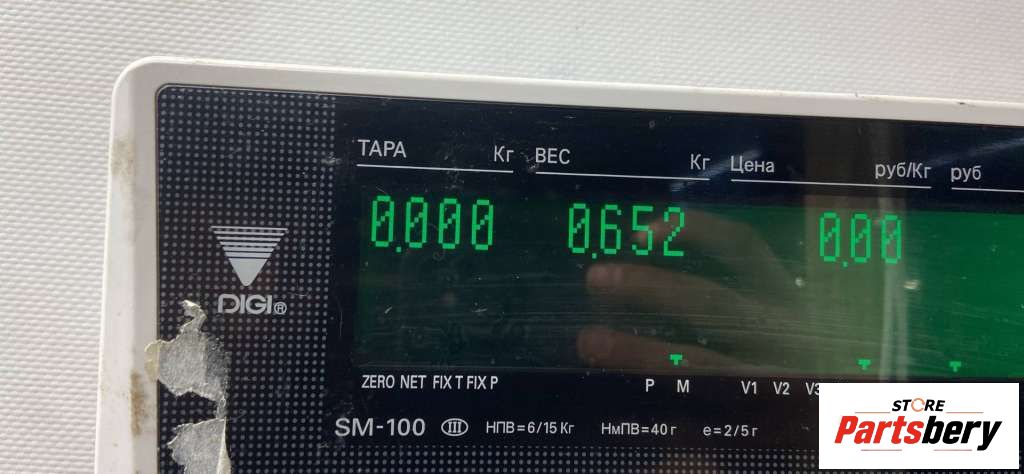 ТАРА Кг ВЕС Кг Цена руб/Кг руб
0.000 0.652 0.00
DIGI®
ZERO NET FIX T FIX P P M V1 V2 V3
SM-100 III НПВ=6/15 Кг НмПВ=40 г e=2/5 г
STORE
Partsbery